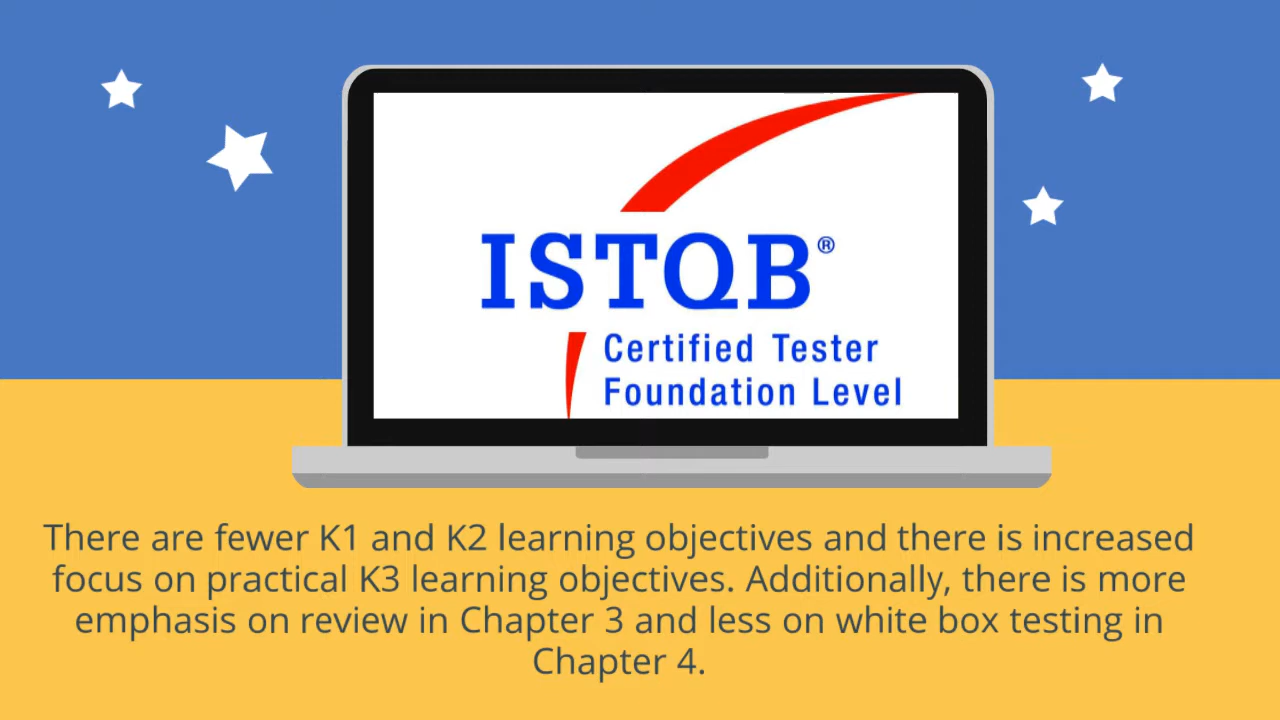 ISTQB®
Certified Tester
Foundation Level
There are fewer K1 and K2 learning objectives and there is increased
focus on practical K3 learning objectives. Additionally, there is more
emphasis on review in Chapter 3 and less on white box testing in
Chapter 4.